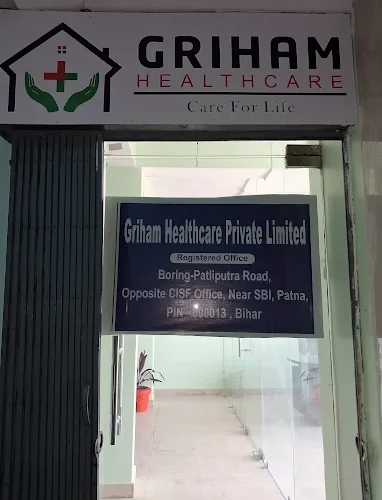 GRIHAM
HEALTHCARE
Care For Life
Griham Healthcare Private Limited
Registered Office
Boring-Patliputra Road,
Opposite CISF Office, Near SBI, Patna,
PIN - 800013 , Bihar